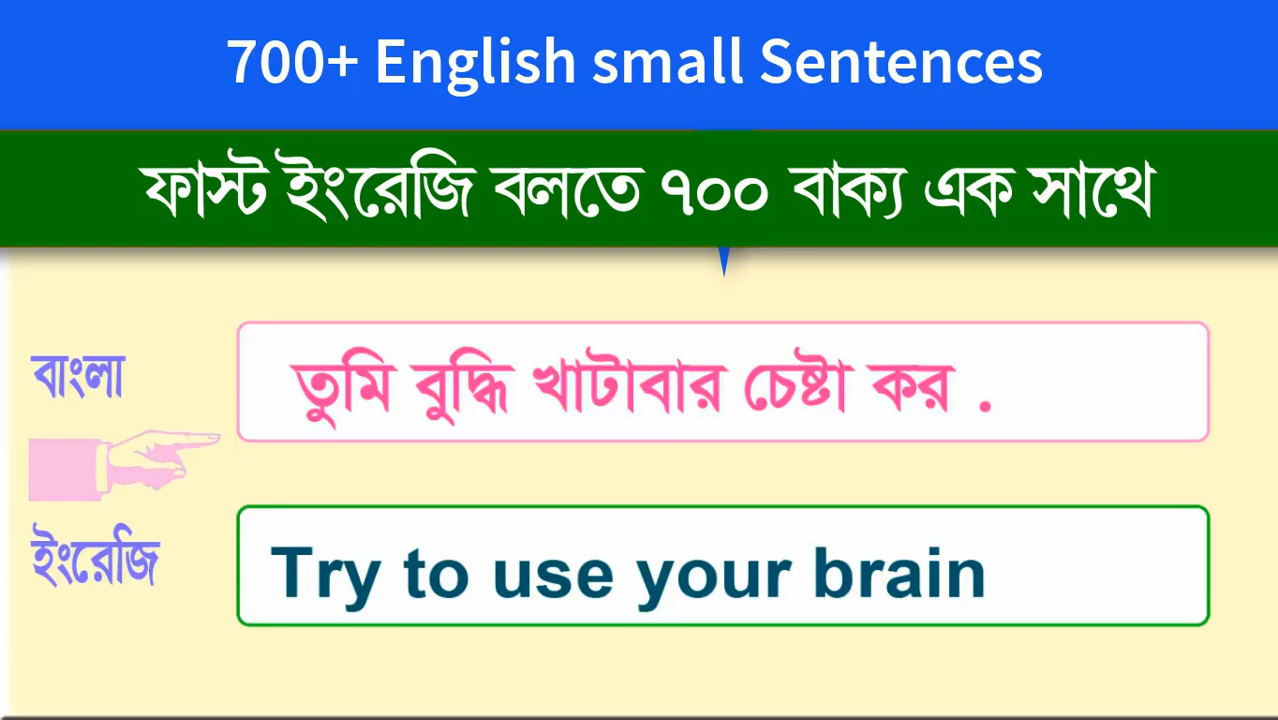 700+ English small Sentences
ফাস্ট ইংরেজি বলতে ৭০০ বাক্য এক সাথে
বাংলা
তুমি বুদ্ধি খাটাবার চেষ্টা কর .
ইংরেজি
Try to use your brain